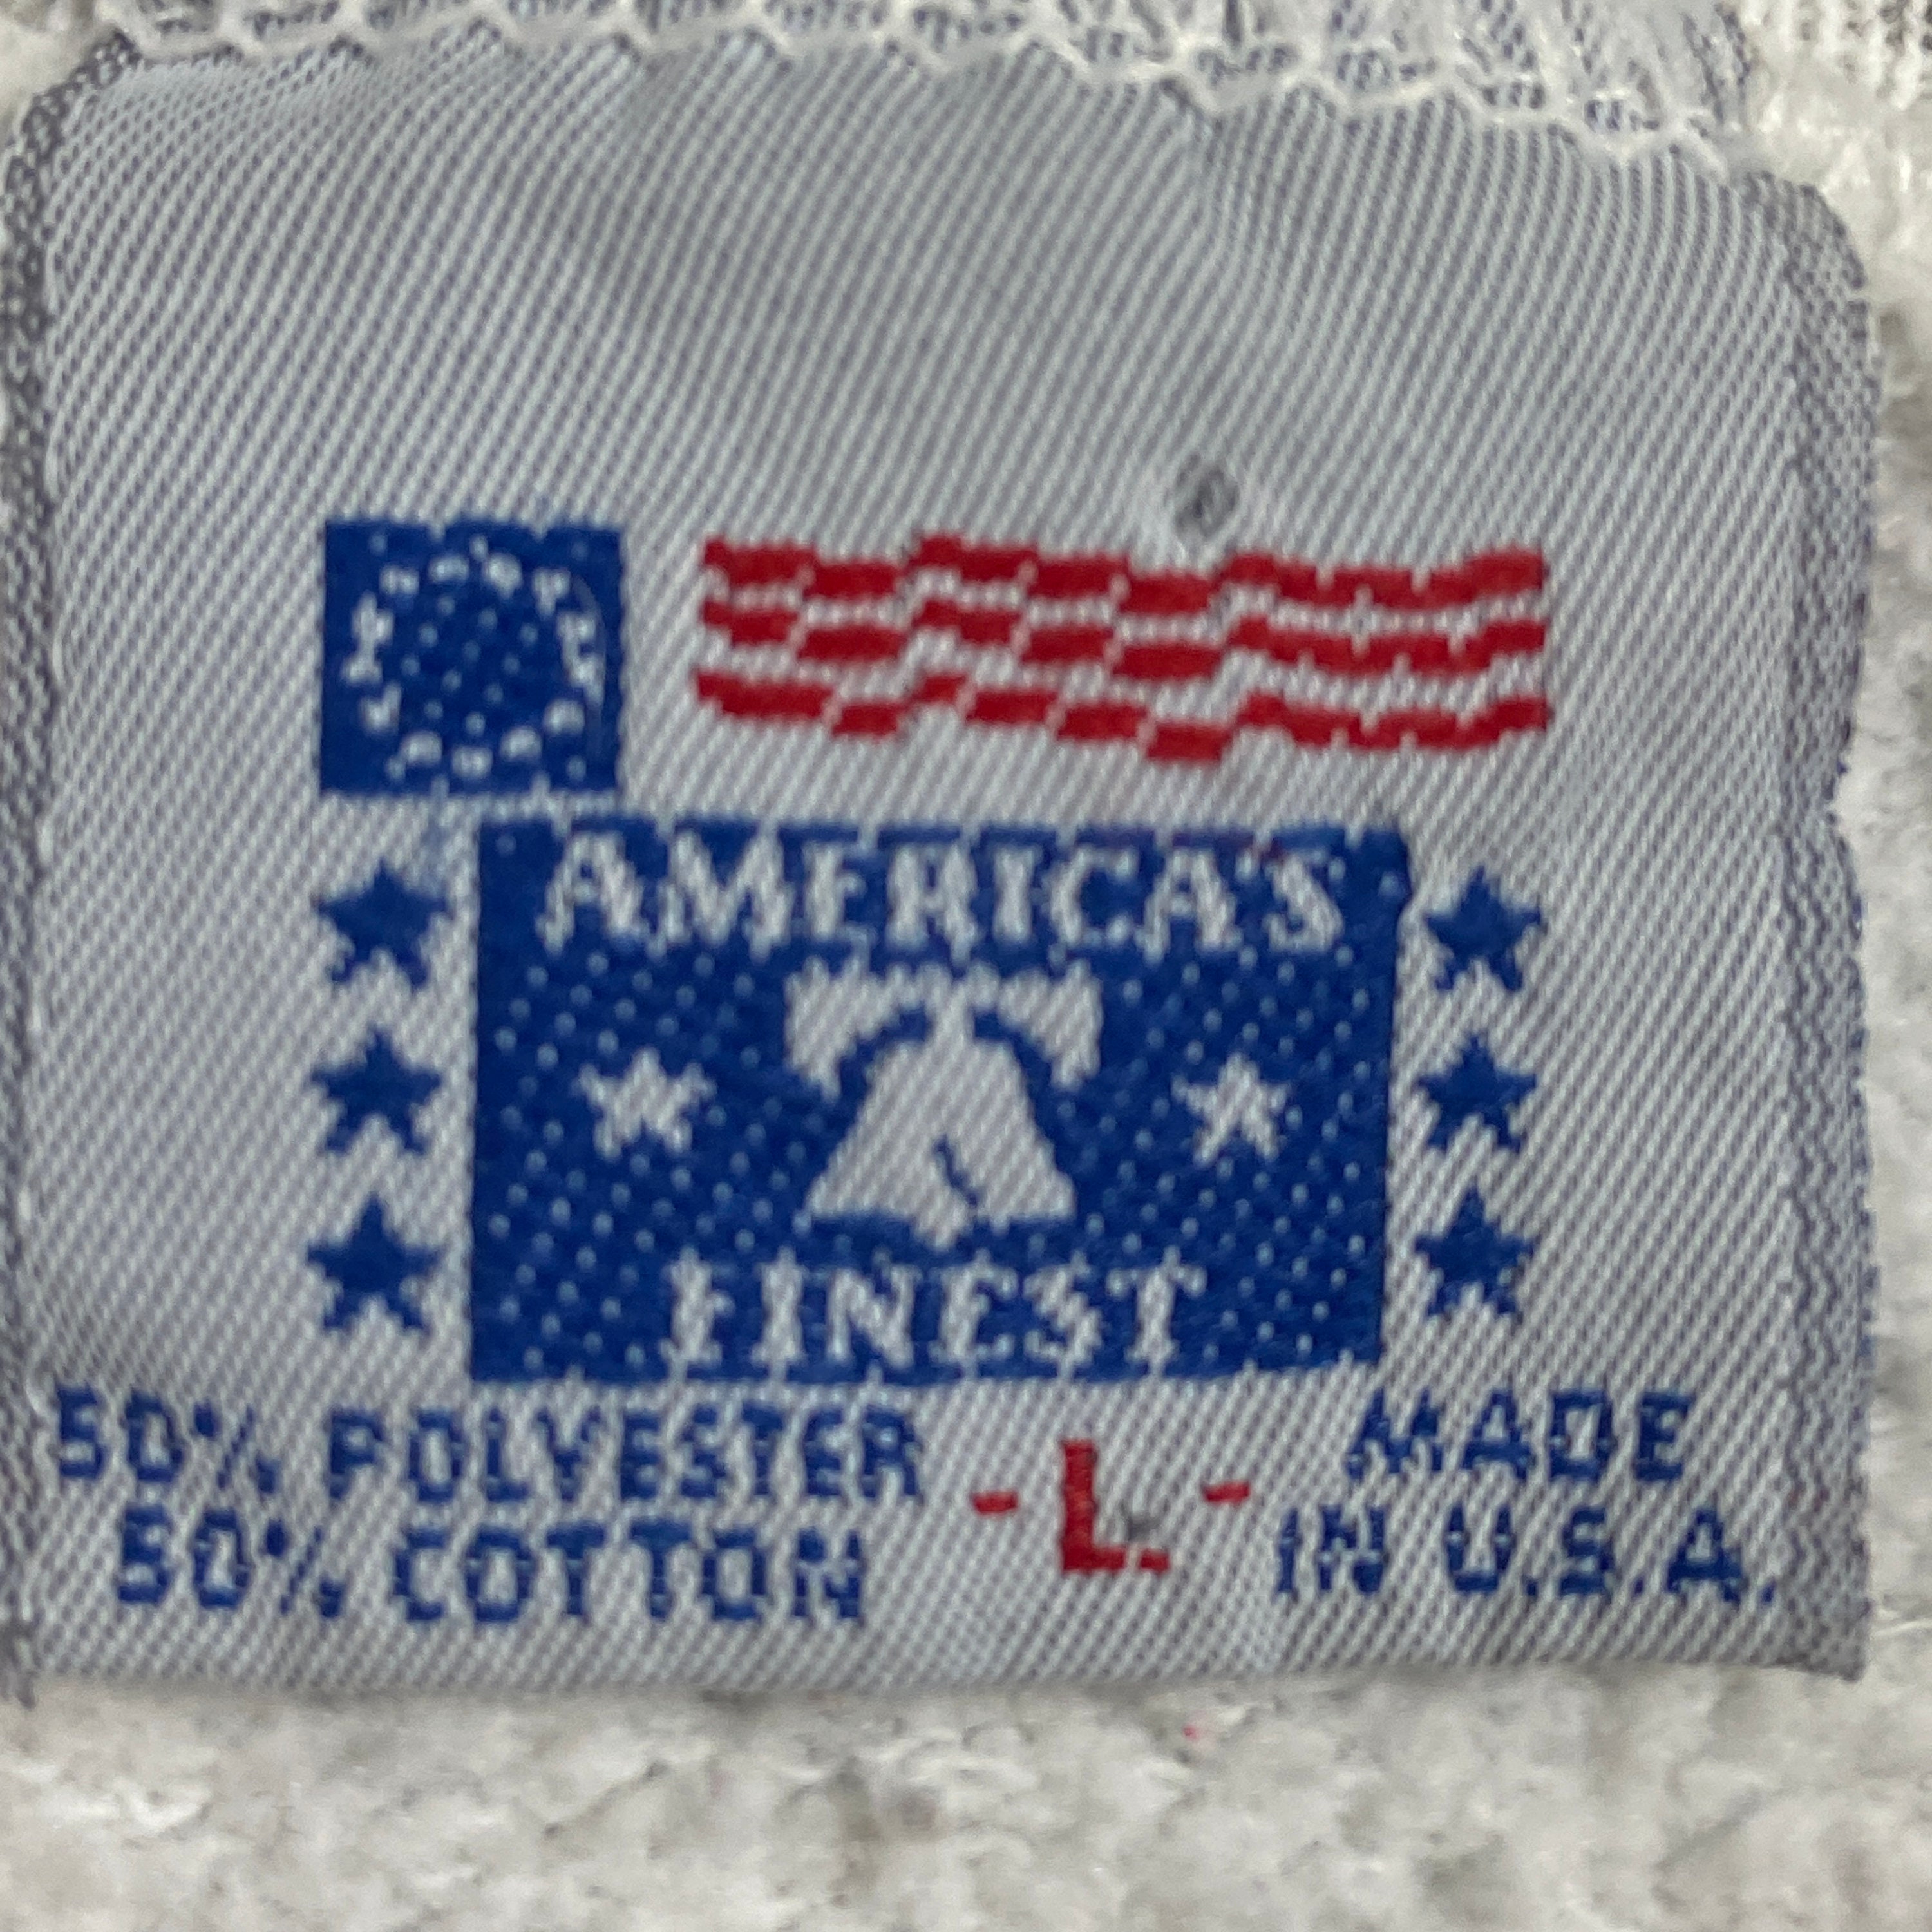 AMERICA'S
FINEST
50% POLYESTER
50% COTTON
- L -
MADE
IN U.S.A.